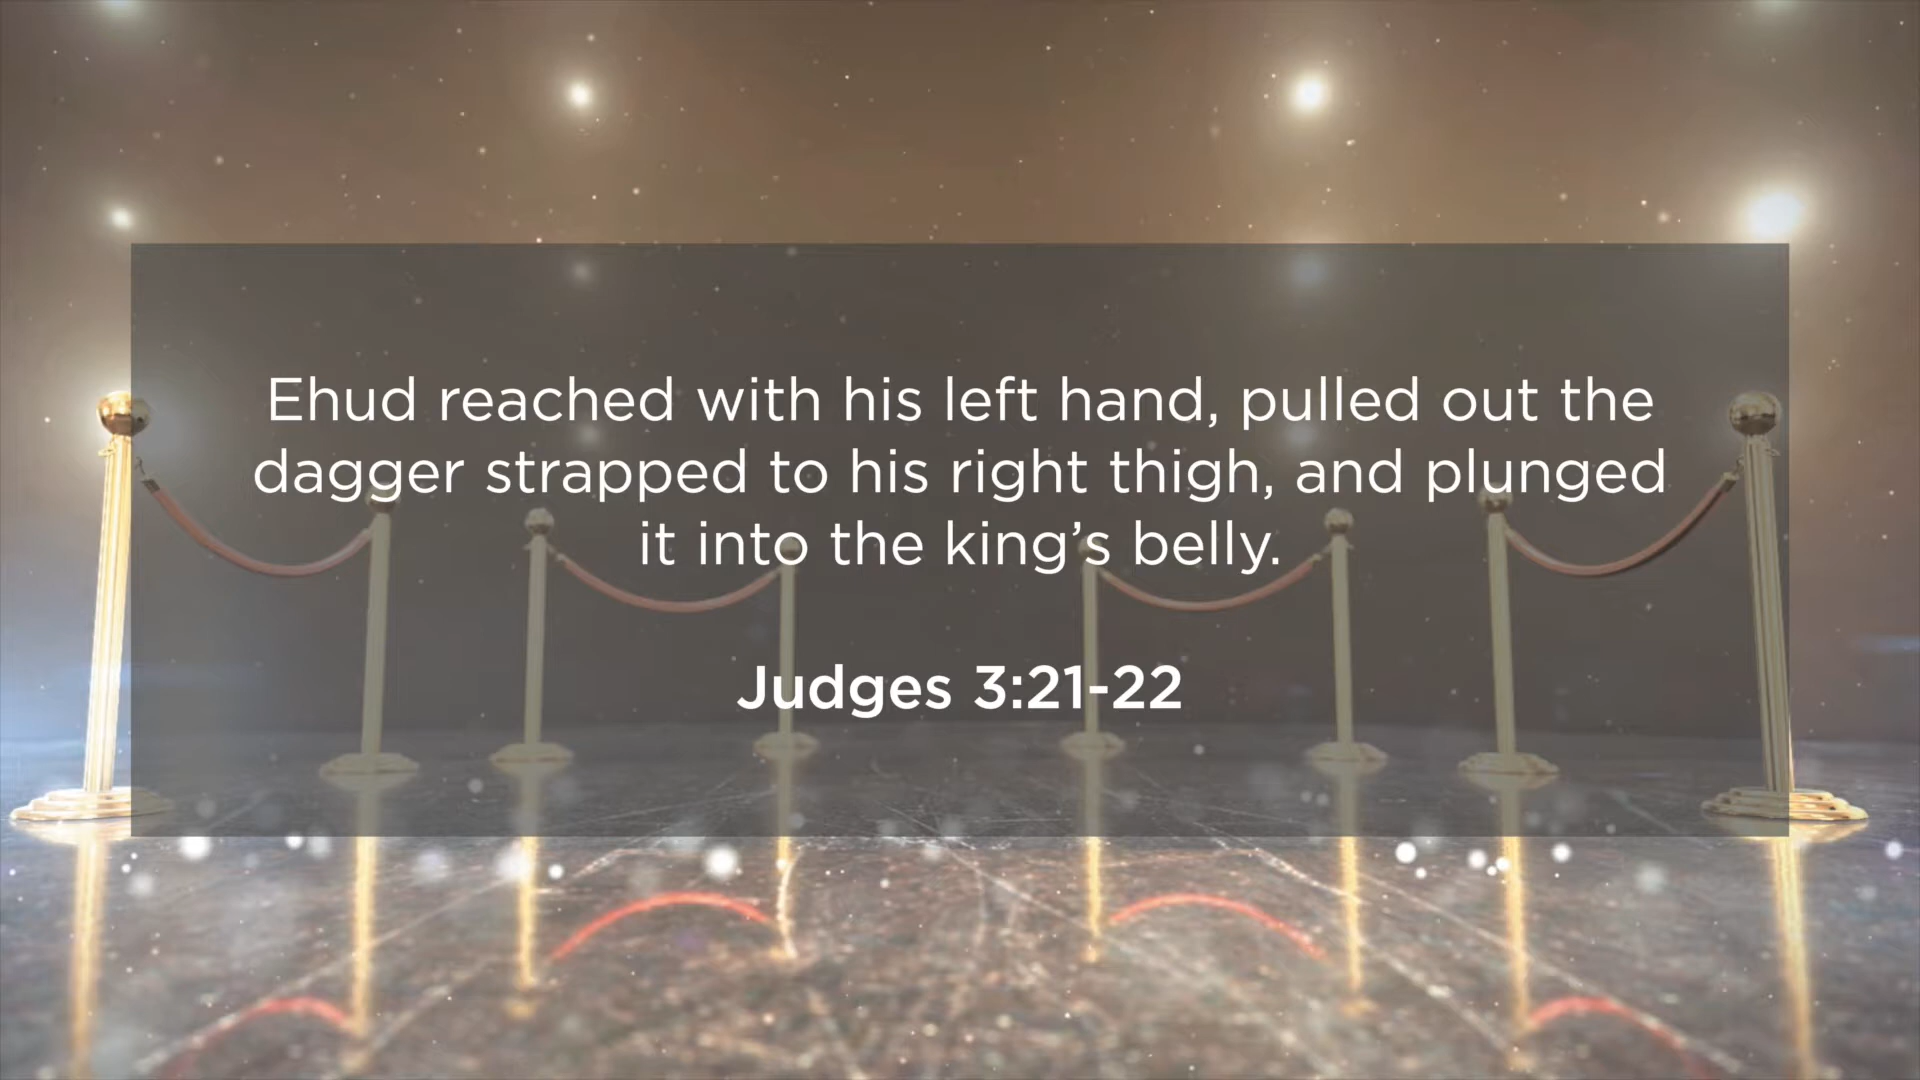 Ehud reached with his left hand, pulled out the
dagger strapped to his right thigh, and plunged
it into the king’s belly.
Judges 3:21-22